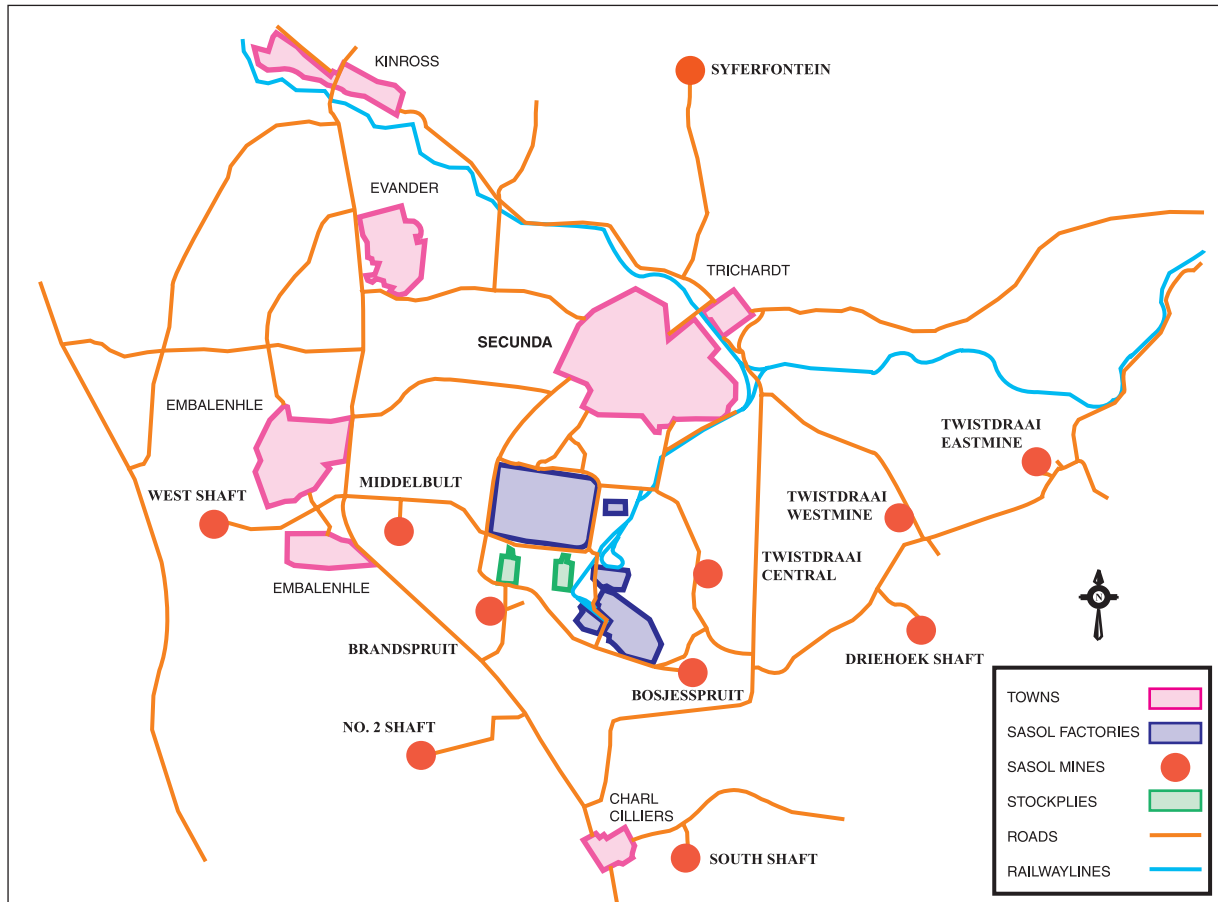 KINROSS
SYFERFONTEIN
EVANDER
TRICHARDT
SECUNDA
EMBALENHLE
TWISTDRAAI
EASTMINE
MIDDELBULT
WEST SHAFT
TWISTDRAAI
WESTMINE
TWISTDRAAI
CENTRAL
EMBALENHLE
N
BRANDSPRUIT
DRIEHOEK SHAFT
BOSJESSPRUIT
NO. 2 SHAFT
CHARL
CILLIERS
SOUTH SHAFT
TOWNS
SASOL FACTORIES
SASOL MINES
STOCKPLIES
ROADS
RAILWAYLINES